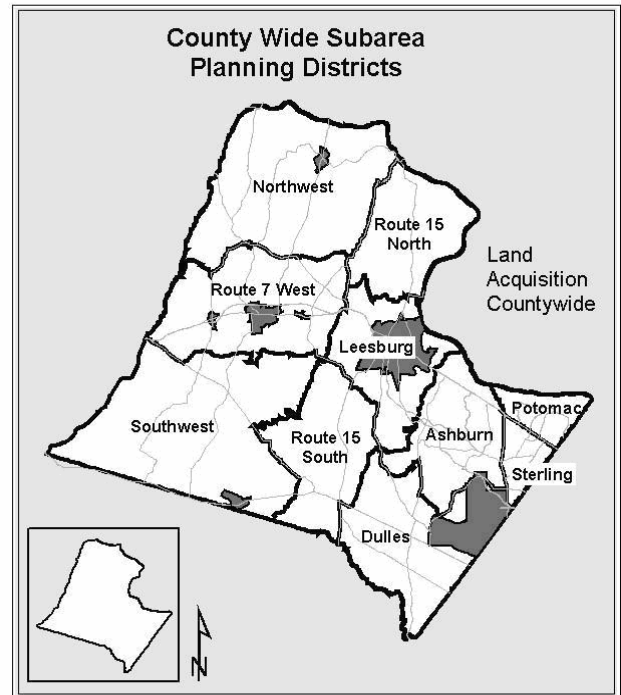 County Wide Subarea
Planning Districts
Northwest
Route 15
North
Land
Acquisition
Countywide
Route 7 West
Leesburg
Potomac
Southwest
Route 15
South
Ashburn
Sterling
Dulles
N